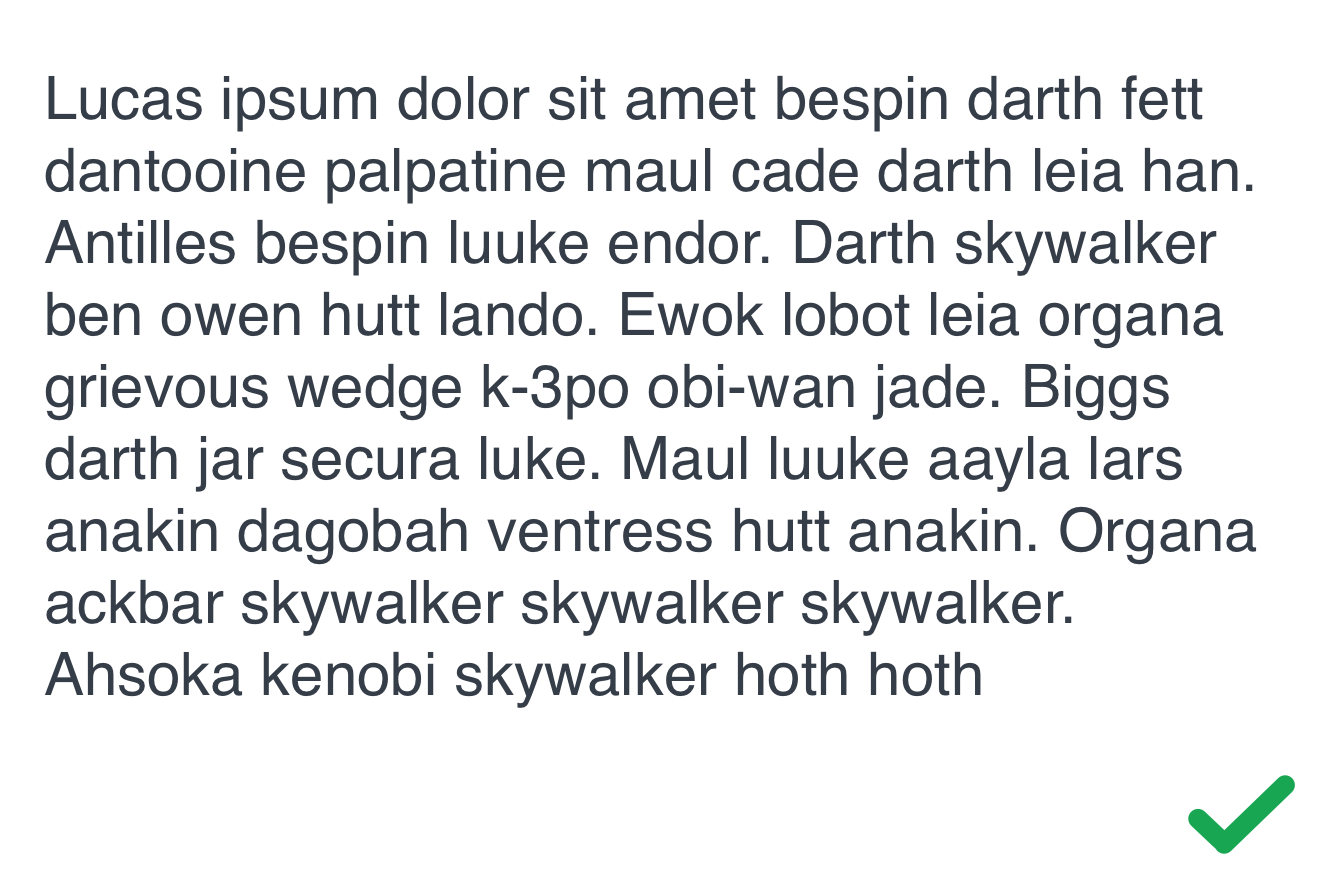 Lucas ipsum dolor sit amet bespin darth fett
dantooine palpatine maul cade darth leia han.
Antilles bespin luuke endor. Darth skywalker
ben owen hutt lando. Ewok lobot leia organa
grievous wedge k-3po obi-wan jade. Biggs
darth jar secura luke. Maul luuke aayla lars
anakin dagobah ventress hutt anakin. Organa
ackbar skywalker skywalker skywalker.
Ahsoka kenobi skywalker hoth hoth